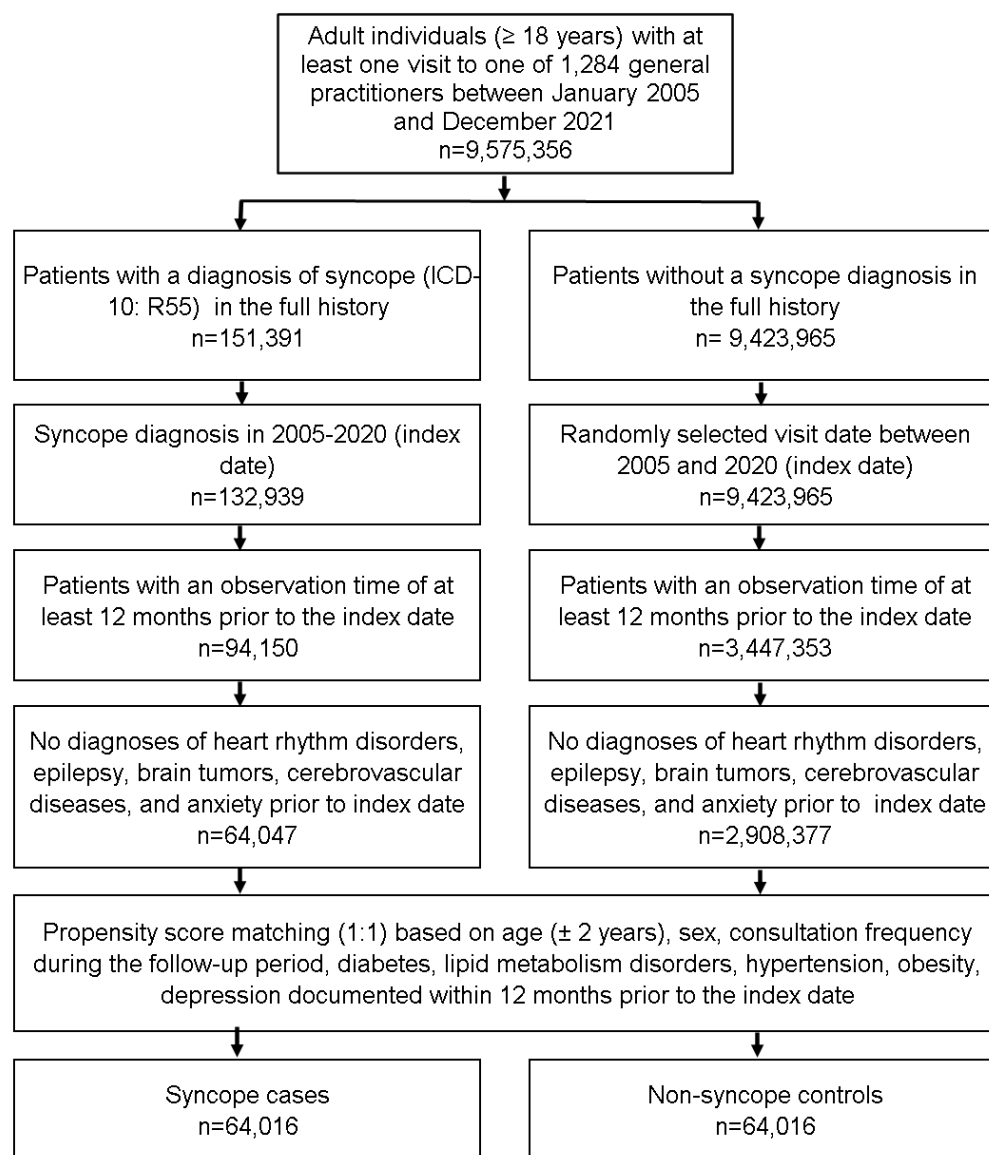 Adult individuals (≥ 18 years) with at
least one visit to one of 1,284 general
practitioners between January 2005
and December 2021
n=9,575,356
Patients with a diagnosis of syncope (ICD-
10: R55)  in the full history
n=151,391
Patients without a syncope diagnosis in
the full history
n= 9,423,965
Syncope diagnosis in 2005-2020 (index
date)
n=132,939
Randomly selected visit date between
2005 and 2020 (index date)
n=9,423,965
Patients with an observation time of at
least 12 months prior to the index date
n=94,150
Patients with an observation time of at
least 12 months prior to the index date
n=3,447,353
No diagnoses of heart rhythm disorders,
epilepsy, brain tumors, cerebrovascular
diseases, and anxiety prior to index date
n=64,047
No diagnoses of heart rhythm disorders,
epilepsy, brain tumors, cerebrovascular
diseases, and anxiety prior to  index date
n=2,908,377
Propensity score matching (1:1) based on age (± 2 years), sex, consultation frequency
during the follow-up period, diabetes, lipid metabolism disorders, hypertension, obesity,
depression documented within 12 months prior to the index date
Syncope cases
n=64,016
Non-syncope controls
n=64,016